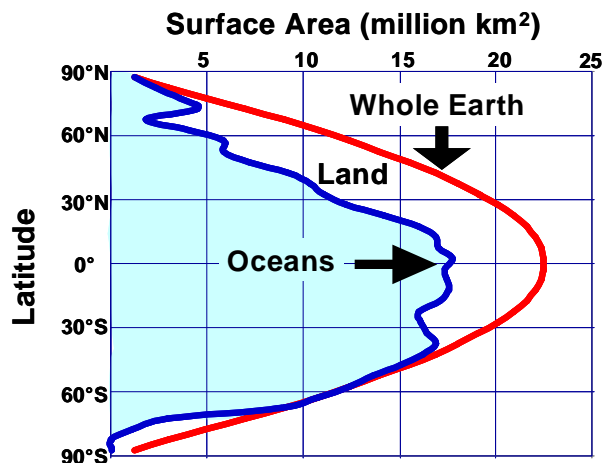 Surface Area (million km²)
5 10 15 20 25
90°N
Whole Earth
60°N
Land
30°N
Oceans
0°
30°S
60°S
90°S
Latitude